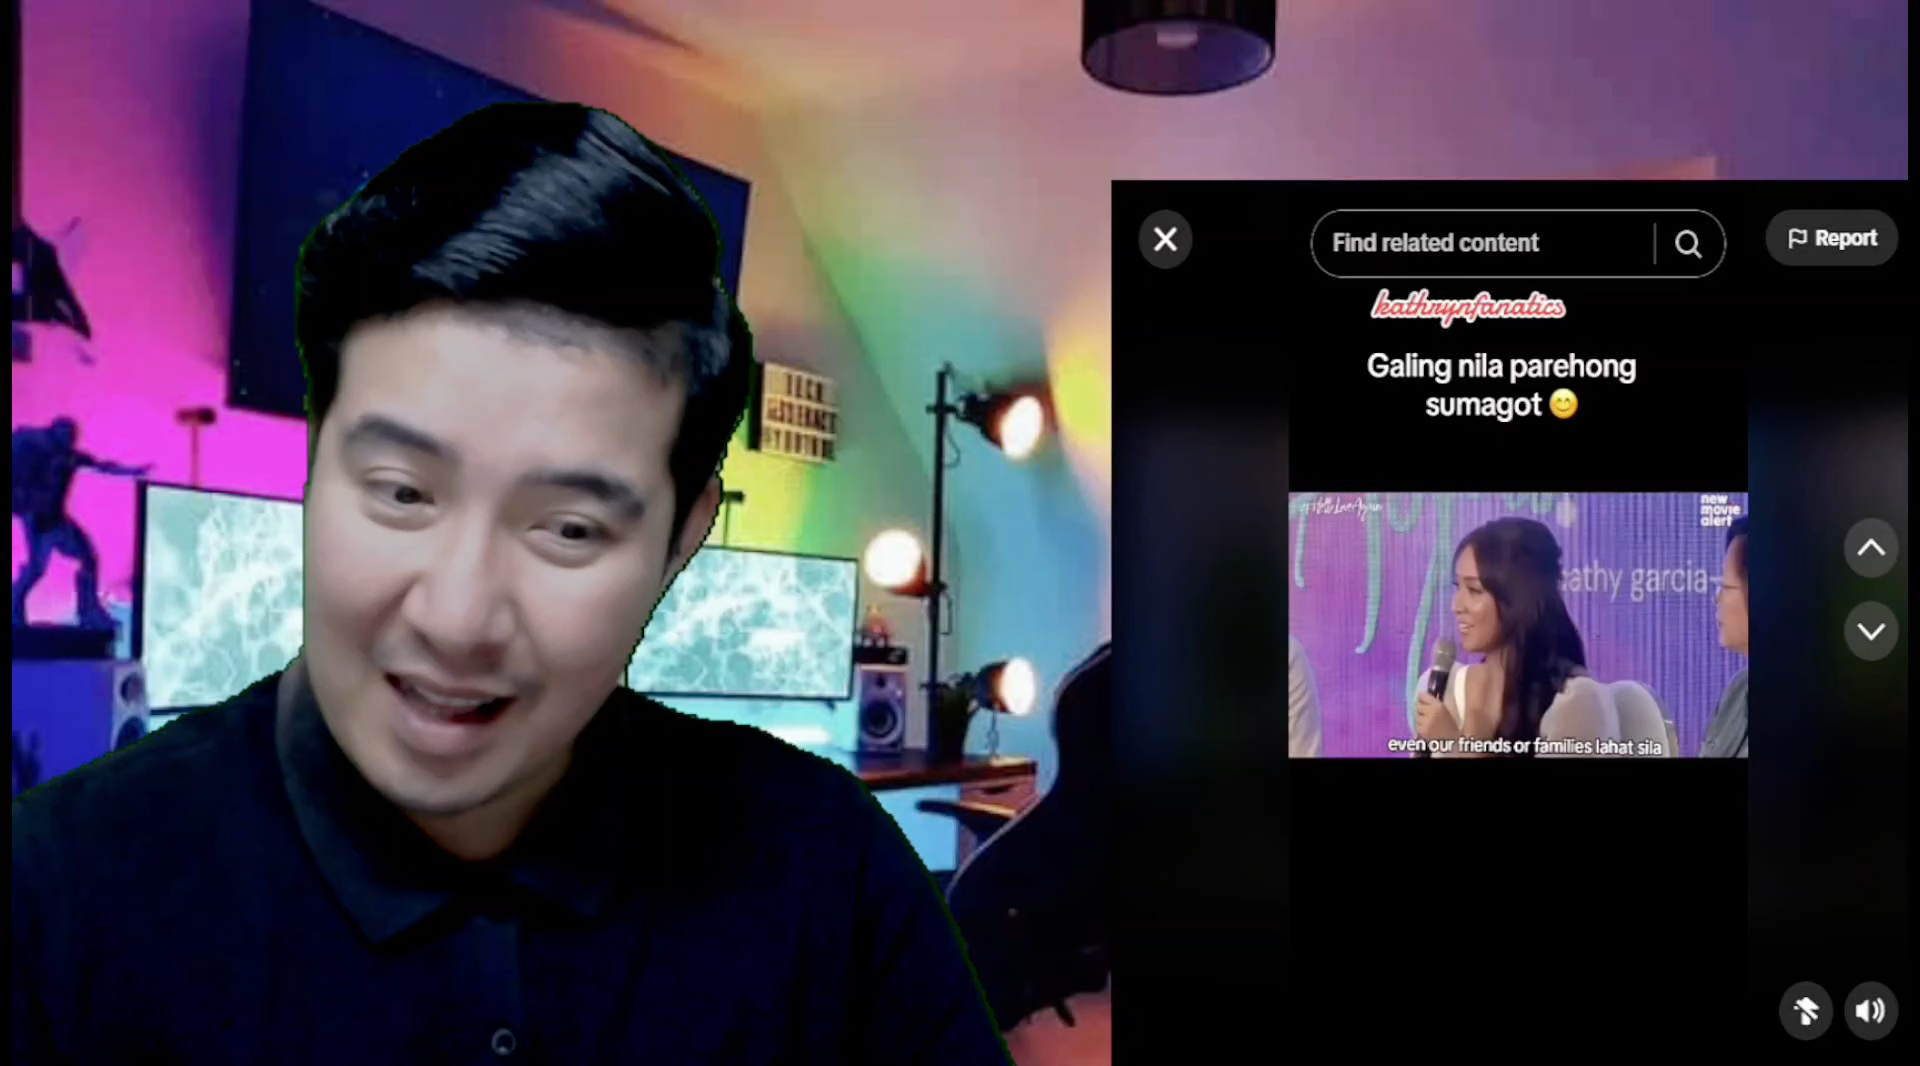 Find related content
Report
kathrynfanatics
Galing nila parehong
sumagot 😊
new
movie
alert
athy garcia-
even our friends or families lahat sila